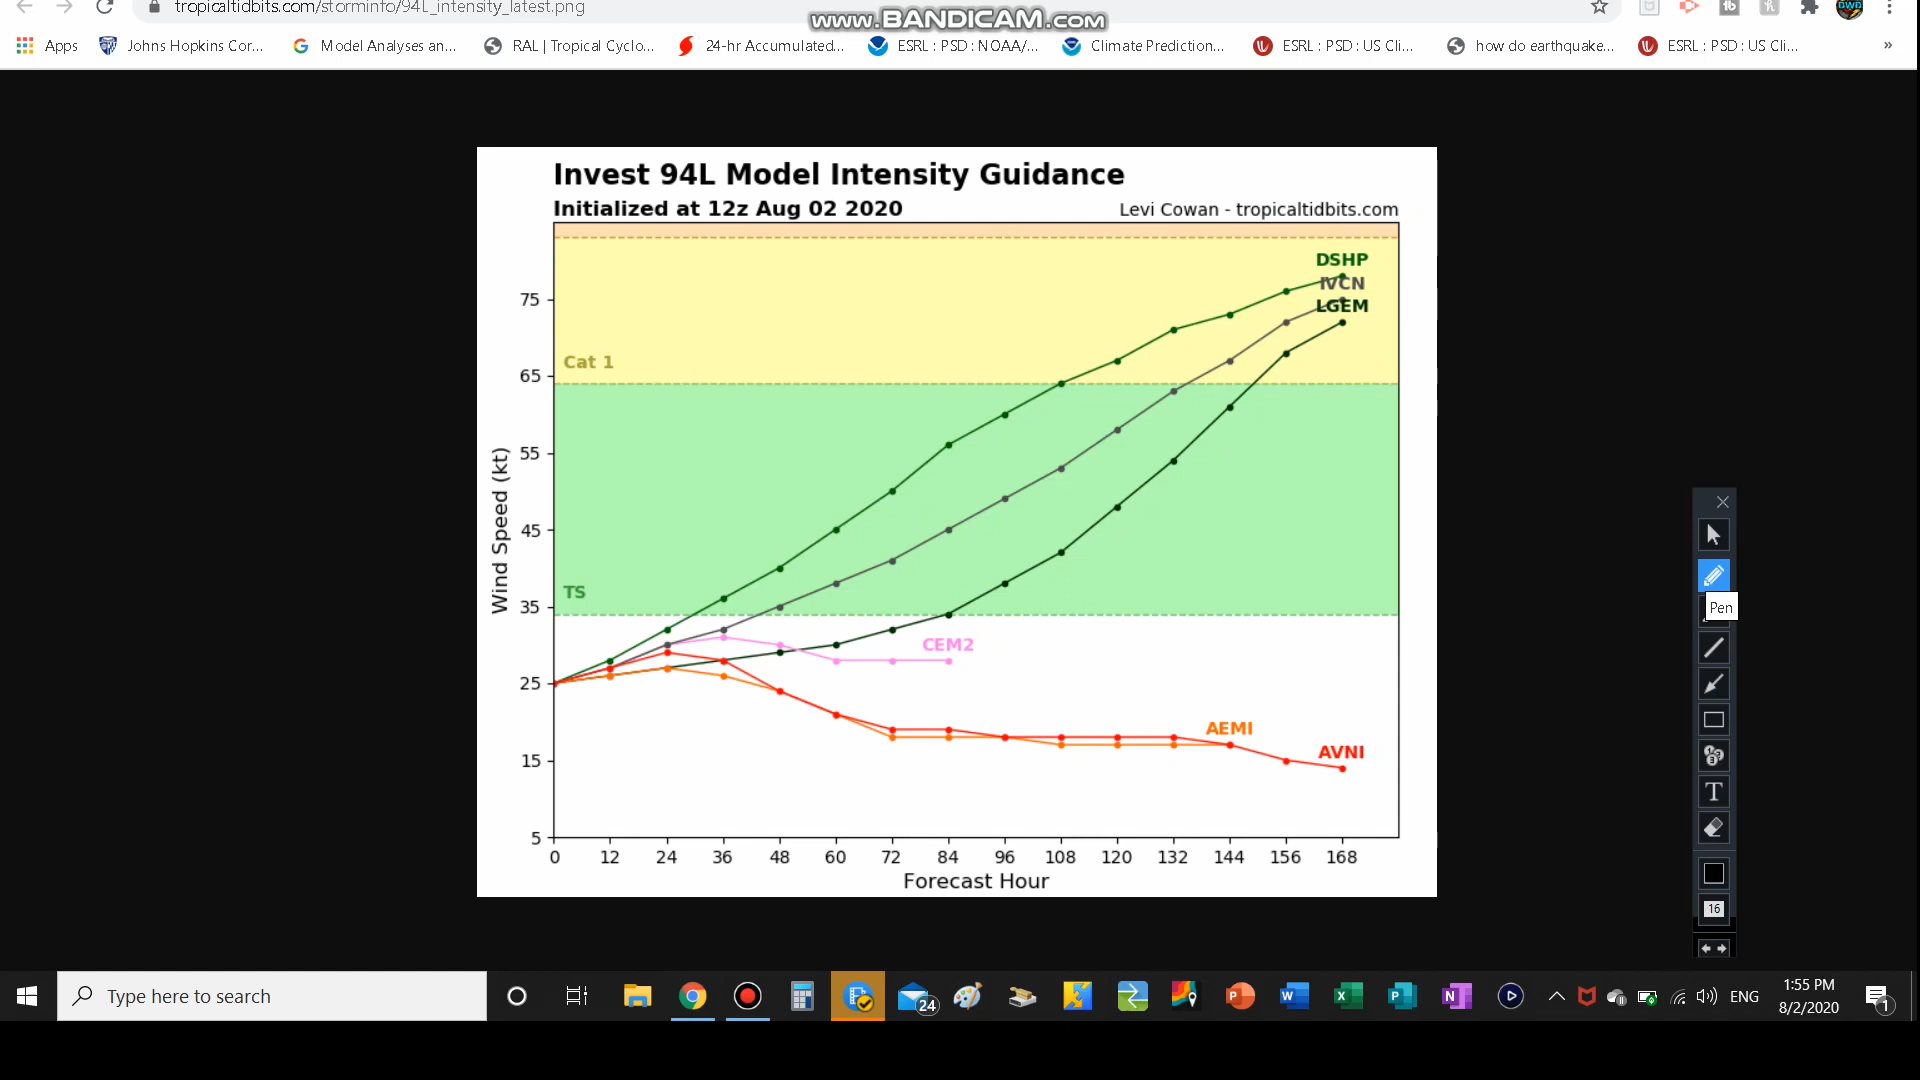 tropicaltidbits.com/storminfo/94L_intensity_latest.png
www.BANDICAM.com
Apps
Johns Hopkins Cor...
Model Analyses an...
RAL | Tropical Cyclo...
24-hr Accumulated...
ESRL : PSD : NOAA/...
Climate Prediction...
ESRL : PSD : US Cli...
how do earthquake...
ESRL : PSD : US Cli...
»
Invest 94L Model Intensity Guidance
Initialized at 12z Aug 02 2020
Levi Cowan - tropicaltidbits.com
DSHP
IVCN
LGEM
75
Cat 1
65
55
45
TS
35
CEM2
25
AEMI
AVNI
15
5
Wind Speed (kt)
0 12 24 36 48 60 72 84 96 108 120 132 144 156 168
Forecast Hour
Pen
T
16
Type here to search
24
ENG
1:55 PM
8/2/2020
1